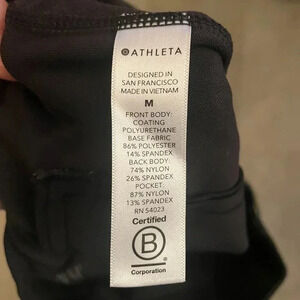 ATHLETA
DESIGNED IN
SAN FRANCISCO
MADE IN VIETNAM
M
FRONT BODY:
COATING
POLYURETHANE
BASE FABRIC
86% POLYESTER
14% SPANDEX
BACK BODY:
74% NYLON
26% SPANDEX
POCKET:
87% NYLON
13% SPANDEX
RN 54023
Certified
B
Corporation